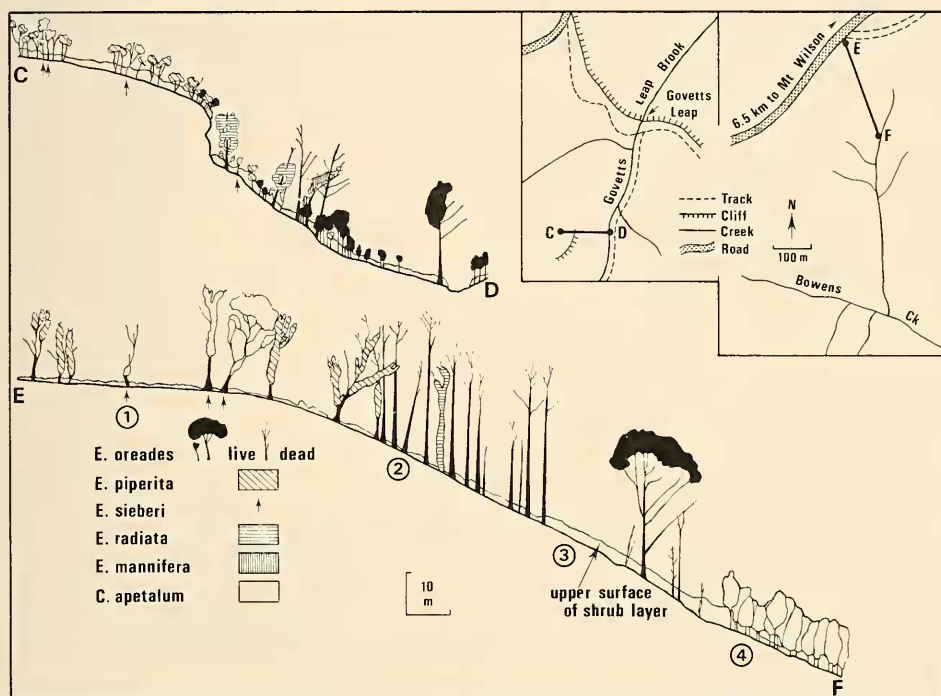 C
D
Leap Brook
Govetts
Leap
Govetts
C
D
Track
Cliff
Creek
Road
6.5 km to Mt Wilson
E
F
N
100 m
Bowens
Ck
E
1
2
3
4
F
E. oreades live dead
E. piperita
E. sieberi
E. radiata
E. mannifera
C. apetalum
10
m
upper surface
of shrub layer